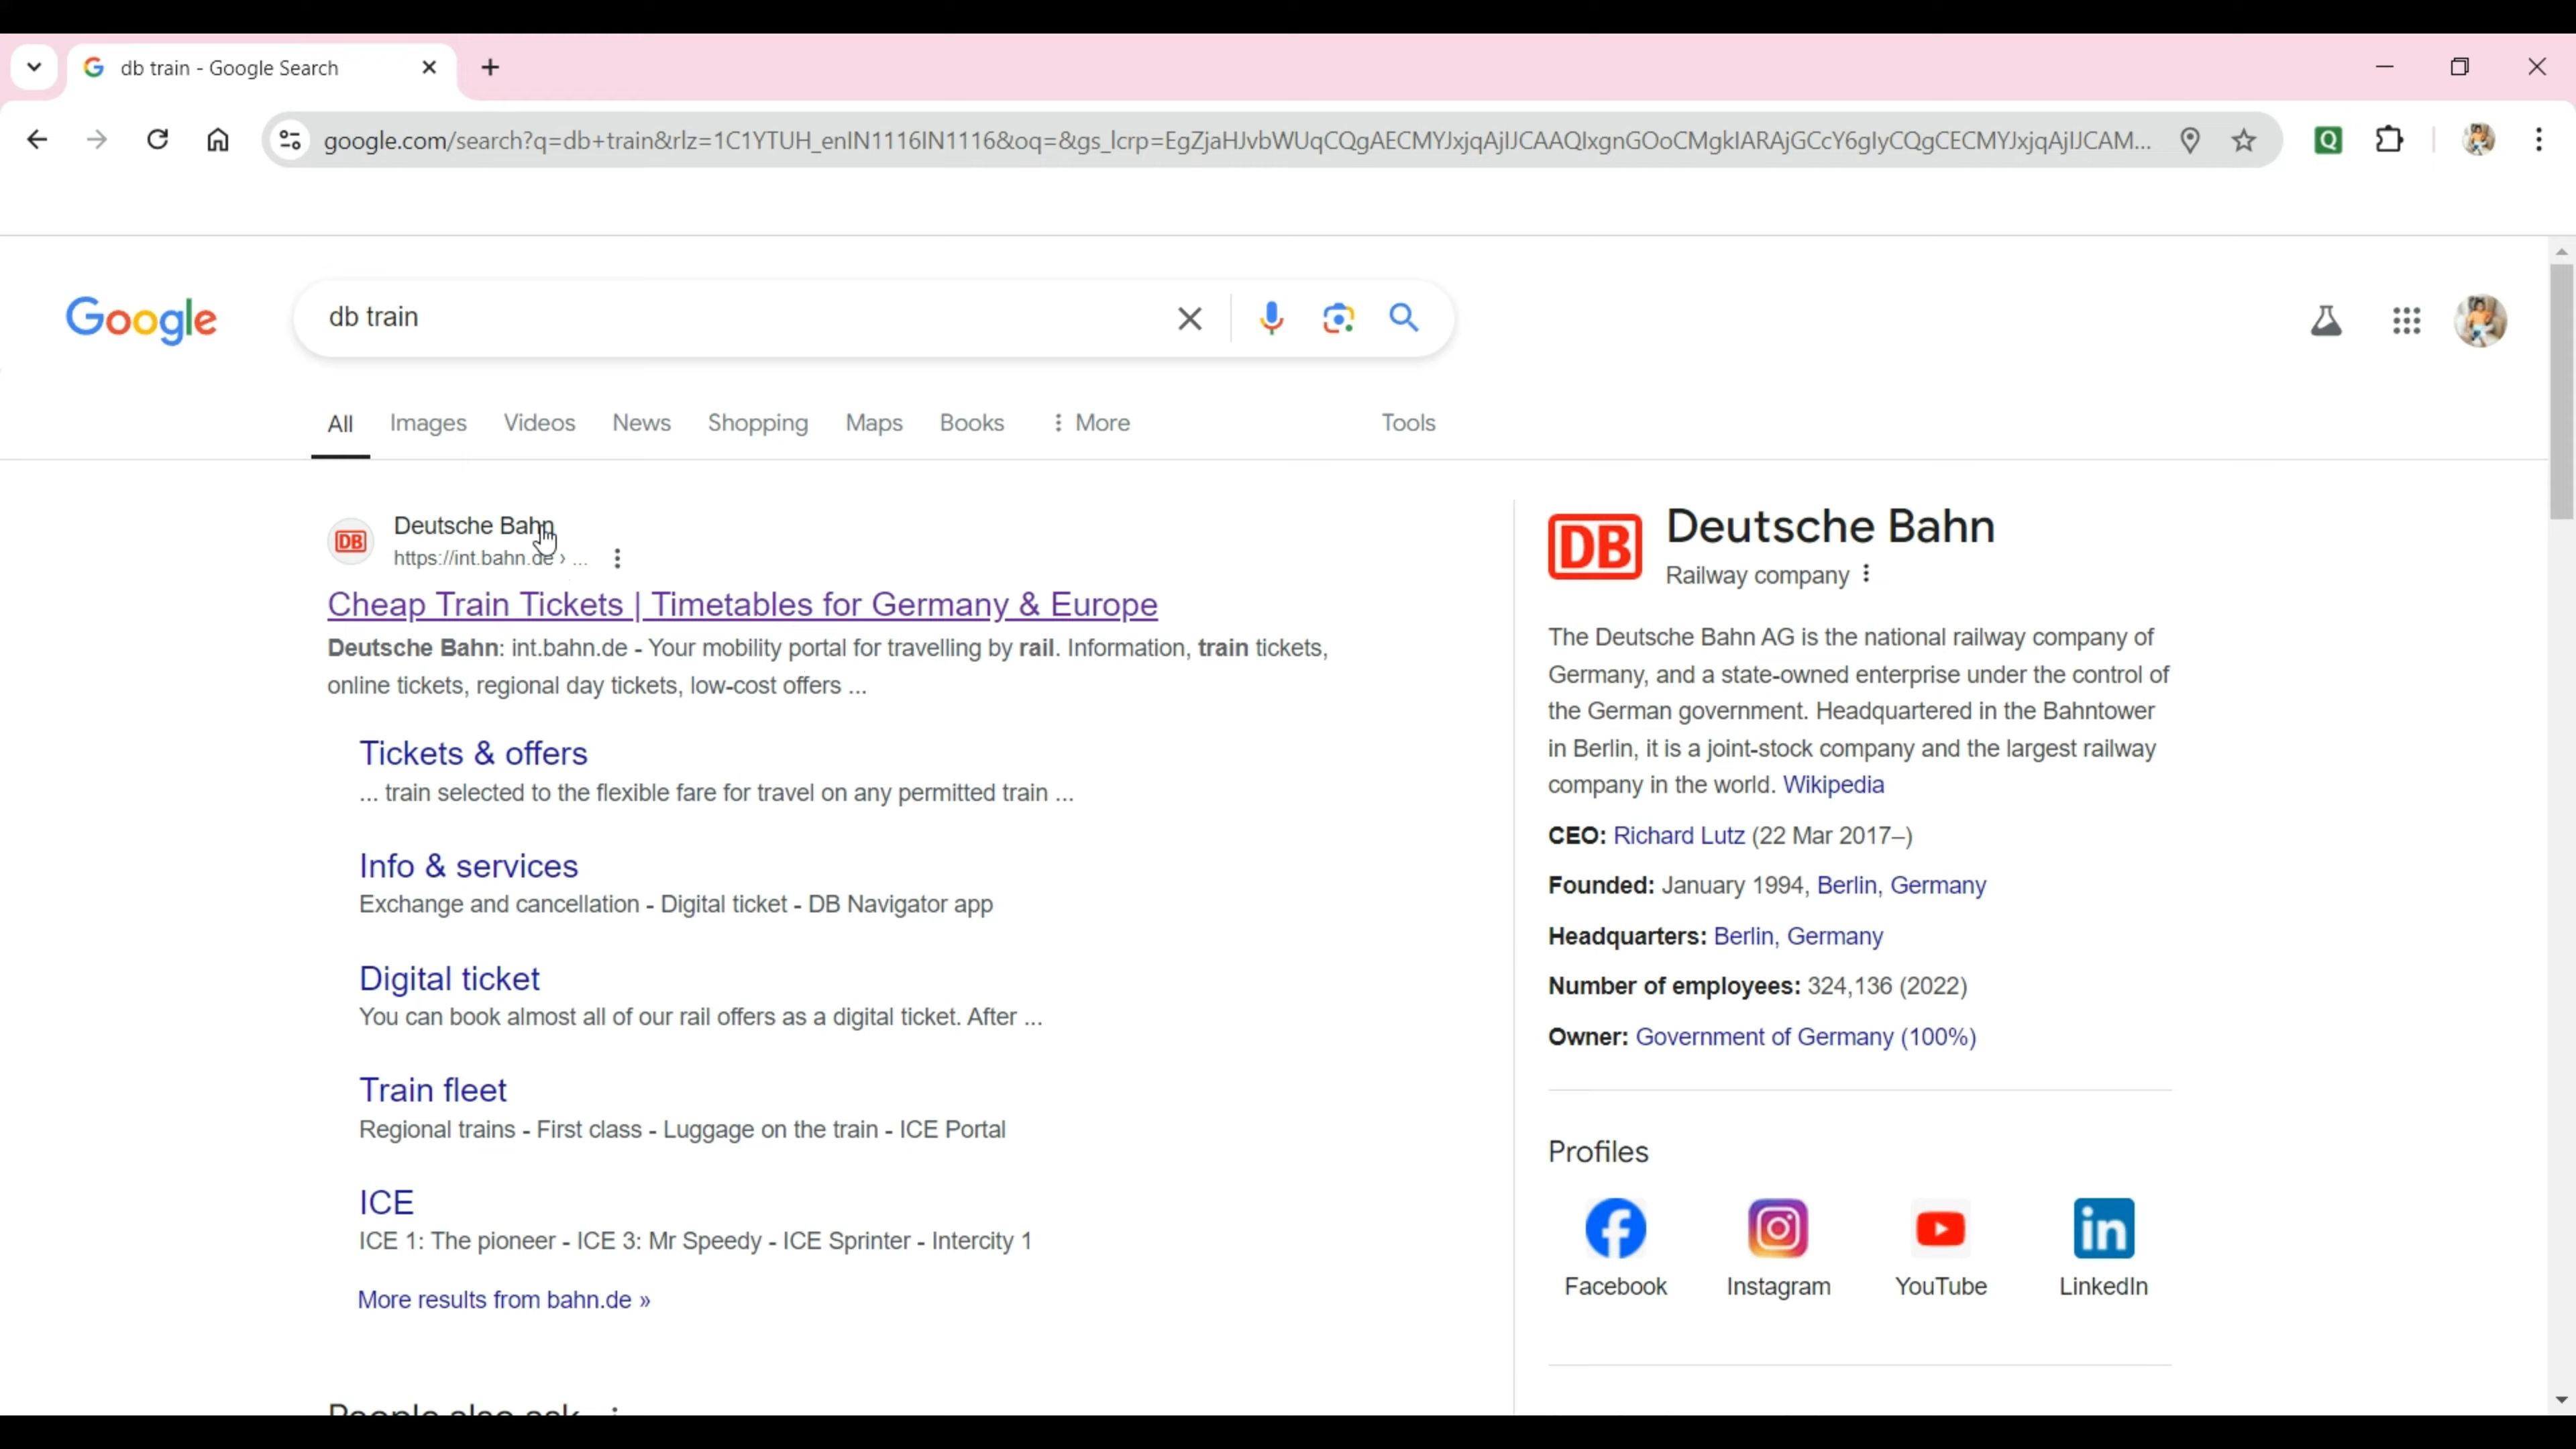 db train - Google Search
google.com/search?q=db+train&rlz=1C1YTUH_enIN1116IN1116&oq=&gs_lcrp=EgZjaHJvbWUqCQgAECMYJxjqAjIJCAAQIxgnGOoCMgkIARAjGCcY6gIyCQgCECMYJxjqAjIJCAM...
Q
Google
db train
All Images Videos News Shopping Maps Books More Tools
DB
Deutsche Bahn
https://int.bahn.de › ...
Cheap Train Tickets | Timetables for Germany & Europe
Deutsche Bahn: int.bahn.de - Your mobility portal for travelling by rail. Information, train tickets,
online tickets, regional day tickets, low-cost offers ...
Tickets & offers
... train selected to the flexible fare for travel on any permitted train ...
Info & services
Exchange and cancellation - Digital ticket - DB Navigator app
Digital ticket
You can book almost all of our rail offers as a digital ticket. After ...
Train fleet
Regional trains - First class - Luggage on the train - ICE Portal
ICE
ICE 1: The pioneer - ICE 3: Mr Speedy - ICE Sprinter - Intercity 1
More results from bahn.de »
People also ask
DB
Deutsche Bahn
Railway company
The Deutsche Bahn AG is the national railway company of
Germany, and a state-owned enterprise under the control of
the German government. Headquartered in the Bahntower
in Berlin, it is a joint-stock company and the largest railway
company in the world. Wikipedia
CEO: Richard Lutz (22 Mar 2017–)
Founded: January 1994, Berlin, Germany
Headquarters: Berlin, Germany
Number of employees: 324,136 (2022)
Owner: Government of Germany (100%)
Profiles
Facebook Instagram YouTube LinkedIn